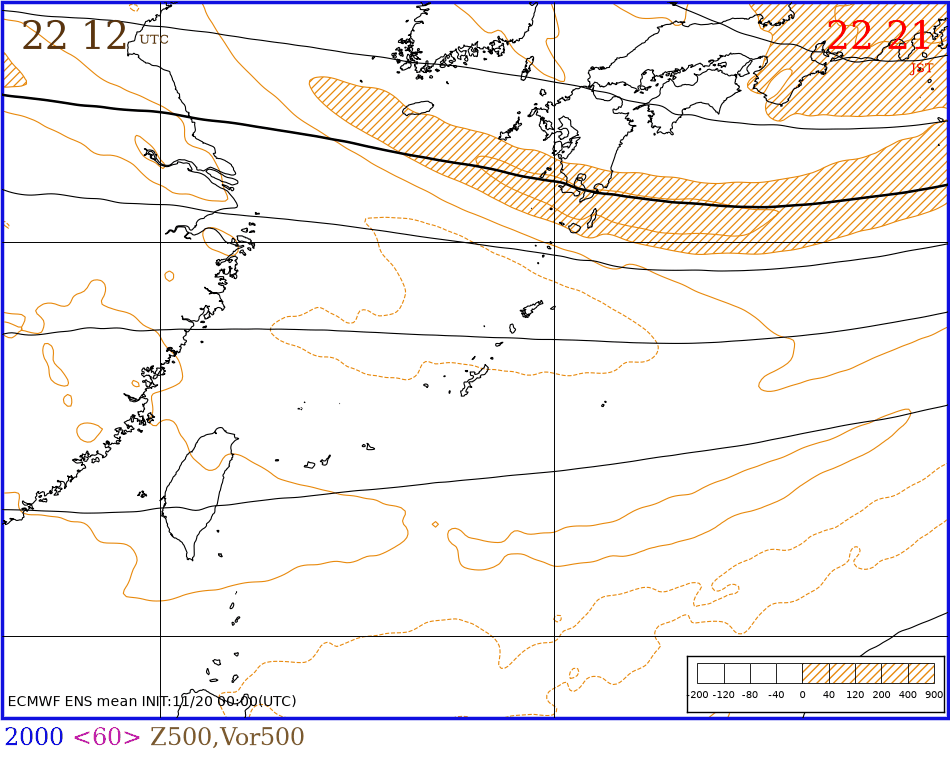 22 12 UTC
22 21
JST
-200 -120 -80 -40 0 40 120 200 400 900
ECMWF ENS mean INIT:11/20 00:00(UTC)
2000 <60> Z500,Vor500